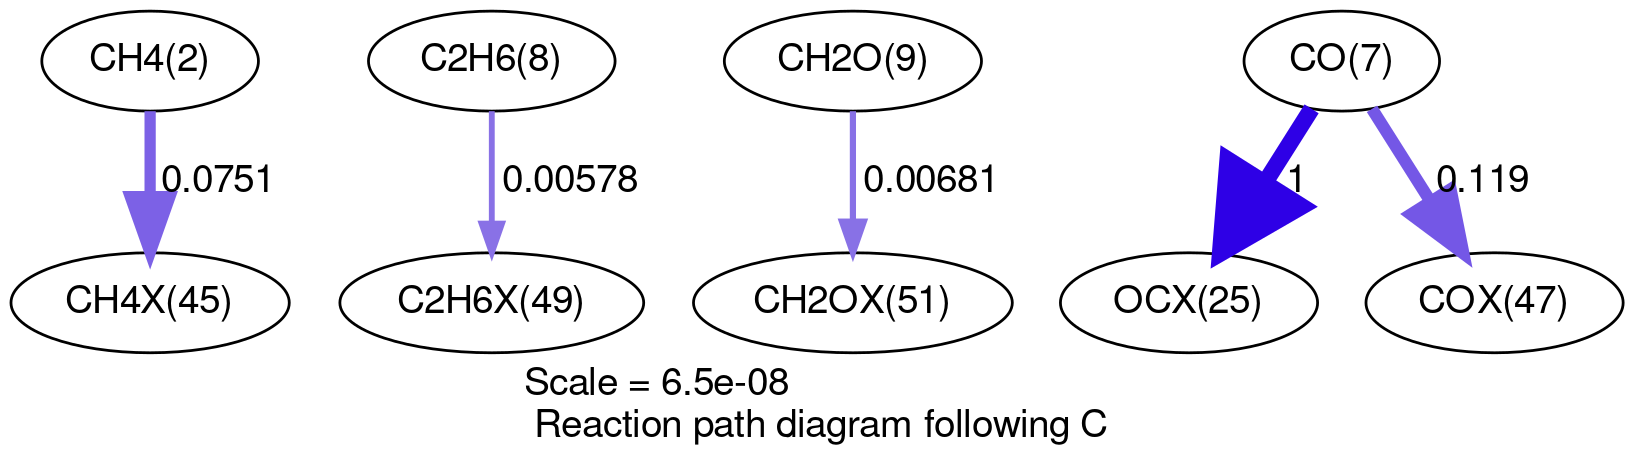 CH4(2) C2H6(8) CH2O(9) CO(7)
0.0751 0.00578 0.00681 1 0.119
CH4X(45) C2H6X(49) CH2OX(51) OCX(25) COX(47)
Scale = 6.5e-08
Reaction path diagram following C